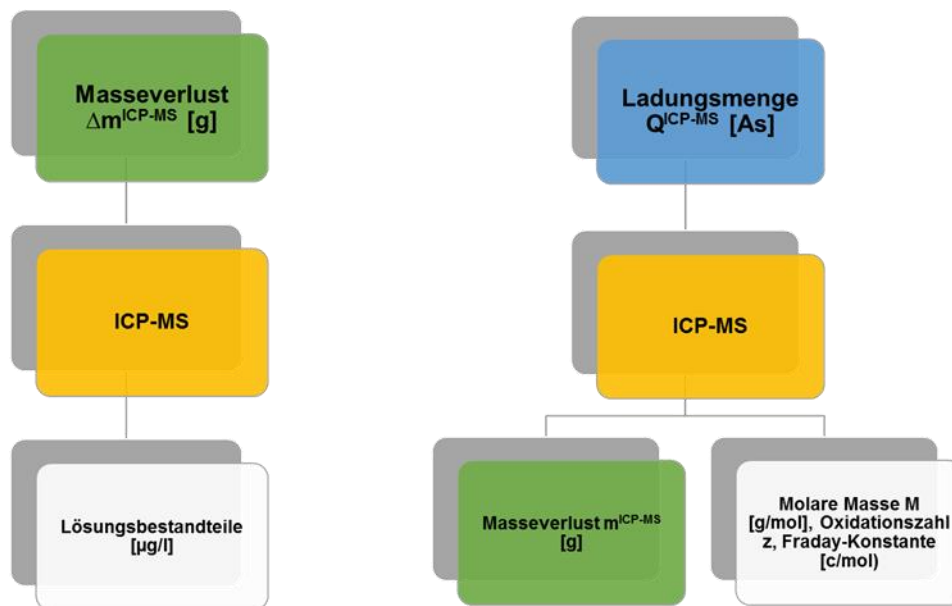 Masseverlust
Δm^ICP-MS [g]
Ladungsmenge
Q^ICP-MS [As]
ICP-MS
ICP-MS
Lösungsbestandteile
[µg/l]
Masseverlust m^ICP-MS
[g]
Molare Masse M
[g/mol], Oxidationszahl
z, Fraday-Konstante
[c/mol)